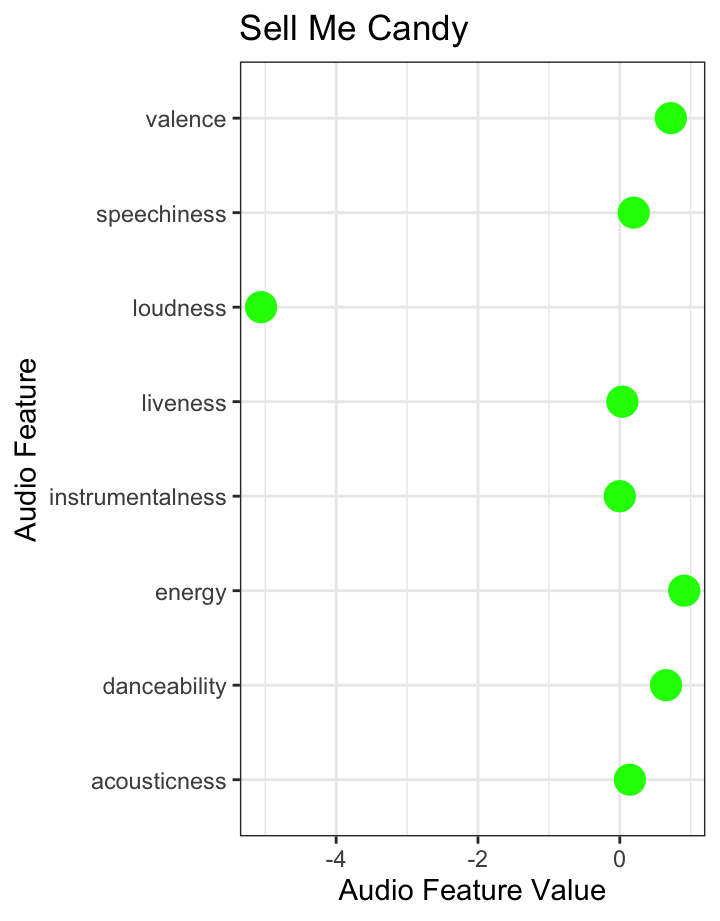 Sell Me Candy
valence
speechiness
loudness
liveness
instrumentalness
energy
danceability
acousticness
Audio Feature
-4 -2 0
Audio Feature Value